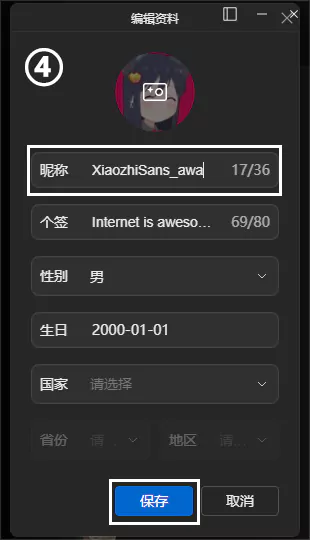 编辑资料
④
昵称 XiaozhiSans_awa 17/36
个签 Internet is aweso... 69/80
性别 男
生日 2000-01-01
国家 请选择
省份 请... 地区 请...
保存 取消